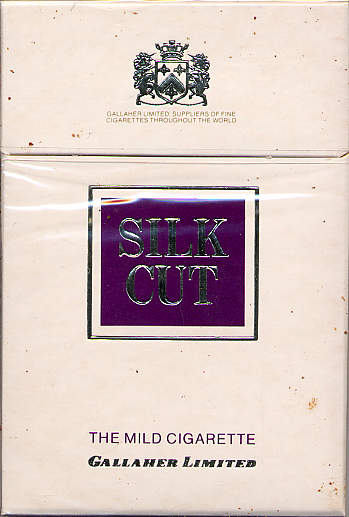 GALLAHER LIMITED SUPPLIERS OF FINE
CIGARETTES THROUGHOUT THE WORLD
SILK
CUT
THE MILD CIGARETTE
GALLAHER LIMITED